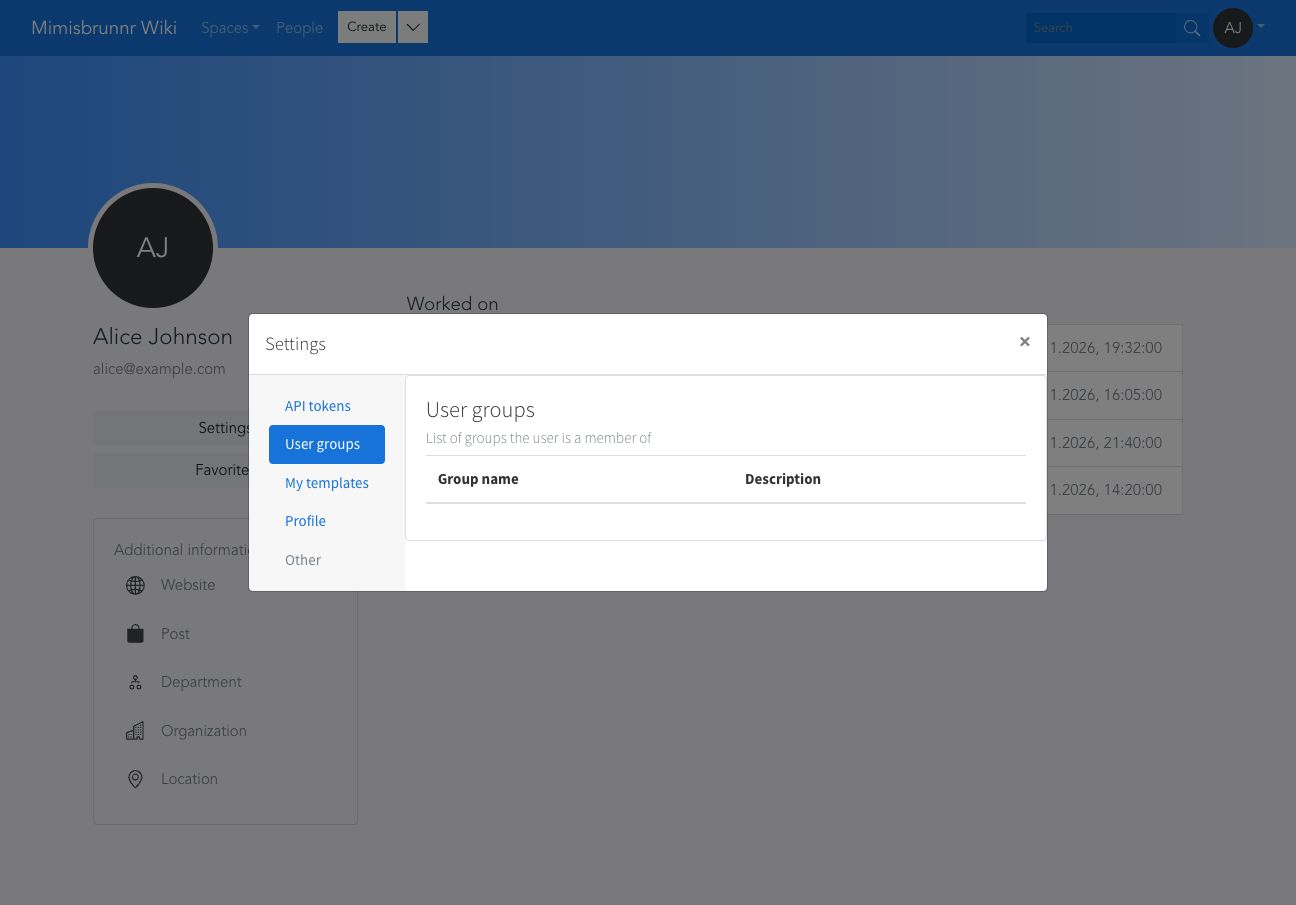 Mimisbrunnr Wiki Spaces People Create Search AJ
AJ
Worked on
Alice Johnson
alice@example.com
Settings
Favorite
Additional informati
Website
Post
Department
Organization
Location
1.2026, 19:32:00
1.2026, 16:05:00
1.2026, 21:40:00
1.2026, 14:20:00
Settings ×
API tokens
User groups
My templates
Profile
Other
User groups
List of groups the user is a member of
Group name Description